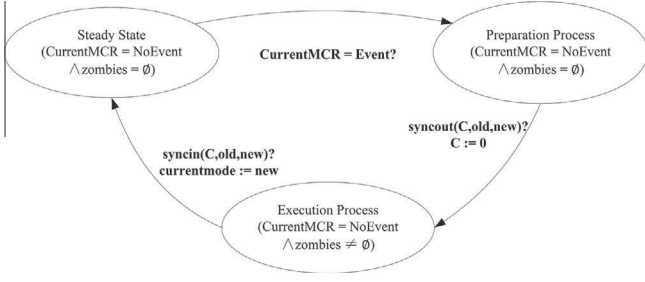 Steady State
(CurrentMCR = NoEvent
∧zombies = ∅)
CurrentMCR = Event?
Preparation Process
(CurrentMCR = NoEvent
∧zombies = ∅)
syncout(C,old,new)?
C := 0
syncin(C,old,new)?
currentmode := new
Execution Process
(CurrentMCR = NoEvent
∧zombies ≠ ∅)